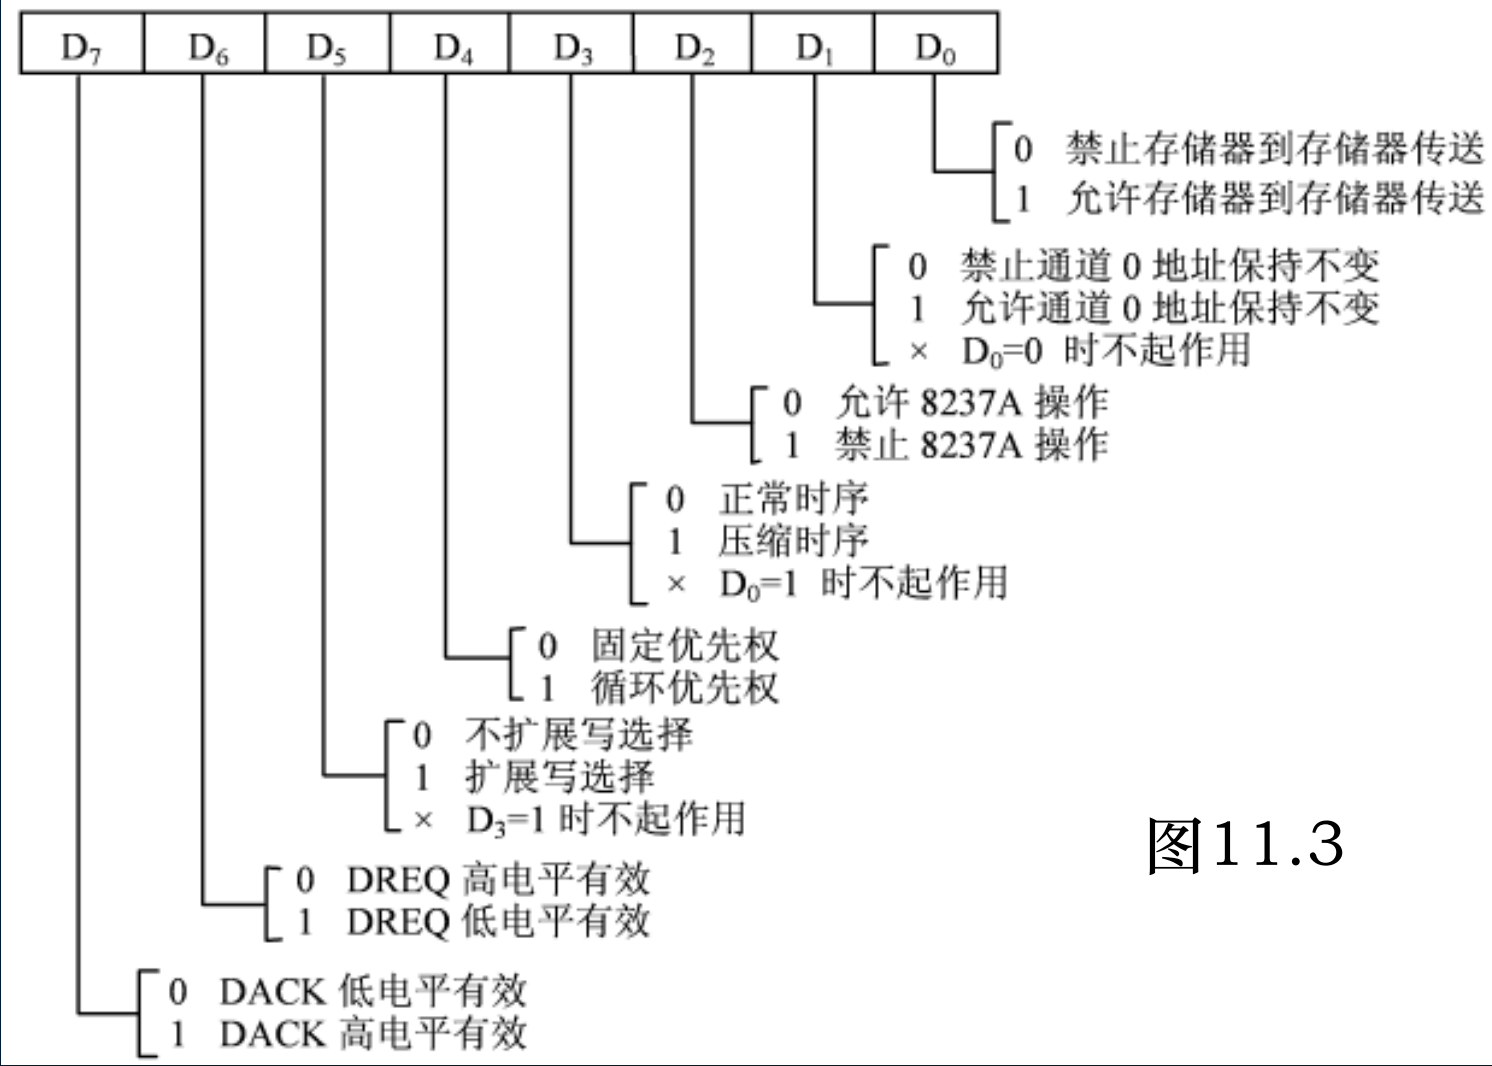 D₇ D₆ D₅ D₄ D₃ D₂ D₁ D₀
0 禁止存储器到存储器传送
1 允许存储器到存储器传送
0 禁止通道 0 地址保持不变
1 允许通道 0 地址保持不变
× D₀=0 时不起作用
0 允许 8237A 操作
1 禁止 8237A 操作
0 正常时序
1 压缩时序
× D₀=1 时不起作用
0 固定优先权
1 循环优先权
0 不扩展写选择
1 扩展写选择
× D₃=1 时不起作用
图11.3
0 DREQ 高电平有效
1 DREQ 低电平有效
0 DACK 低电平有效
1 DACK 高电平有效